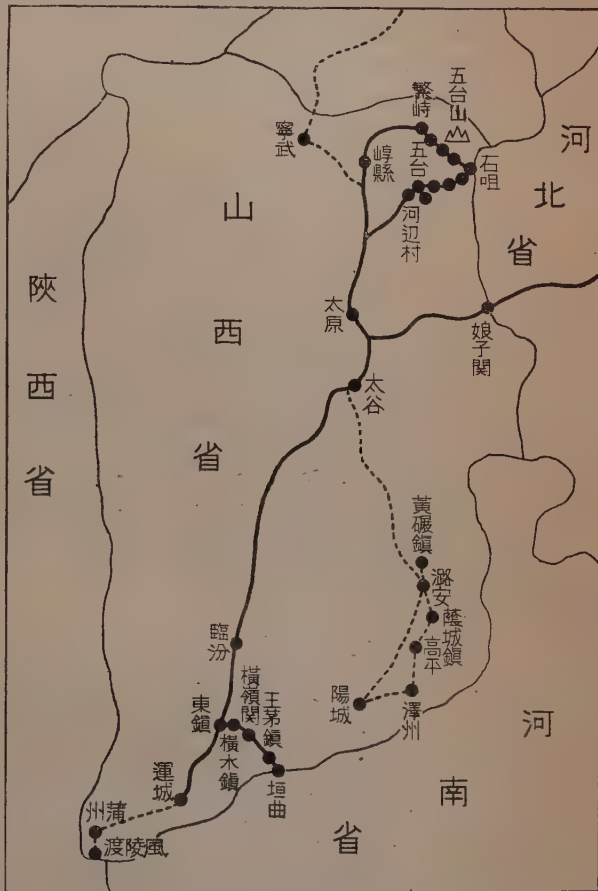 五台山
繁峙
五台
石咀
寧武
崞縣
河辺村
河北省
山西省
陝西省
太原
娘子関
太谷
黃碾鎮
潞安
蔭城鎮
高平
澤州
陽城
臨汾
東鎮
橫木鎮
橫嶺関
王茅鎮
垣曲
運城
蒲州
風陵渡
河南省